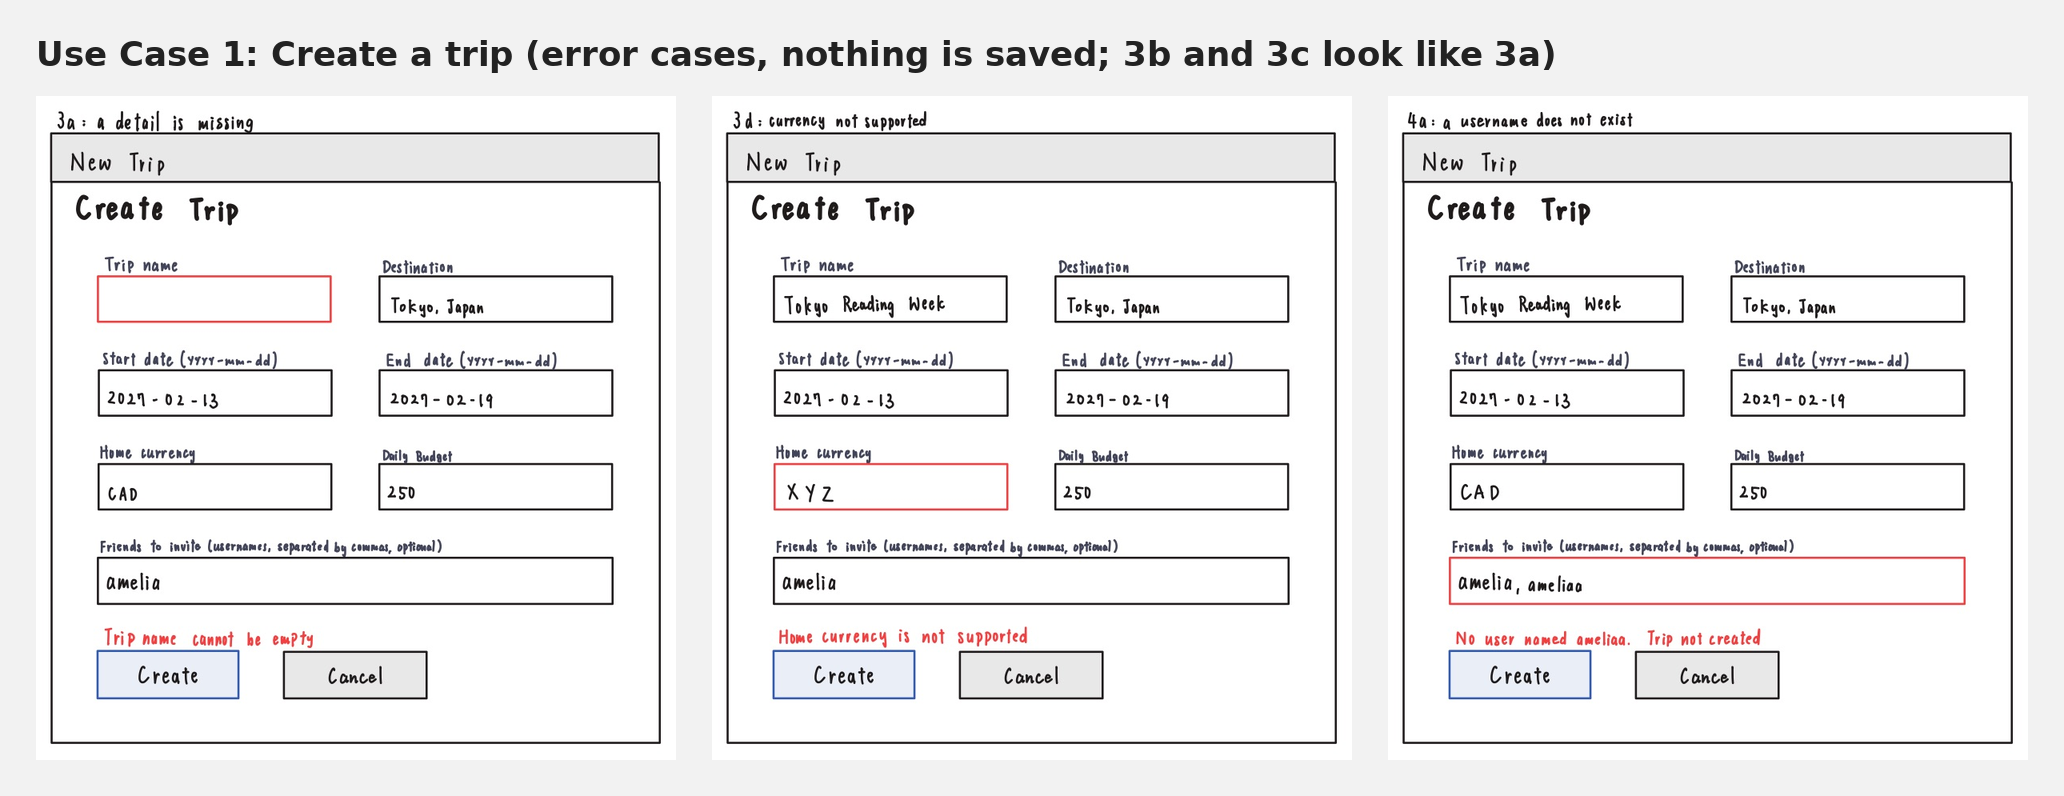 Use Case 1: Create a trip (error cases, nothing is saved; 3b and 3c look like 3a)
3a: a detail is missing
New Trip
Create Trip
Trip name
Destination
Tokyo, Japan
Start date (yyyy-mm-dd)
End date (yyyy-mm-dd)
2027-02-13
2027-02-19
Home currency
Daily Budget
CAD
250
Friends to invite (usernames, separated by commas, optional)
amelia
Trip name cannot be empty
Create
Cancel
3d: currency not supported
New Trip
Create Trip
Trip name
Destination
Tokyo Reading Week
Tokyo, Japan
Start date (yyyy-mm-dd)
End date (yyyy-mm-dd)
2027-02-13
2027-02-19
Home currency
Daily Budget
XYZ
250
Friends to invite (usernames, separated by commas, optional)
amelia
Home currency is not supported
Create
Cancel
4a: a username does not exist
New Trip
Create Trip
Trip name
Destination
Tokyo Reading Week
Tokyo, Japan
Start date (yyyy-mm-dd)
End date (yyyy-mm-dd)
2027-02-13
2027-02-19
Home currency
Daily Budget
CAD
250
Friends to invite (usernames, separated by commas, optional)
amelia, ameliaa
No user named ameliaa. Trip not created
Create
Cancel